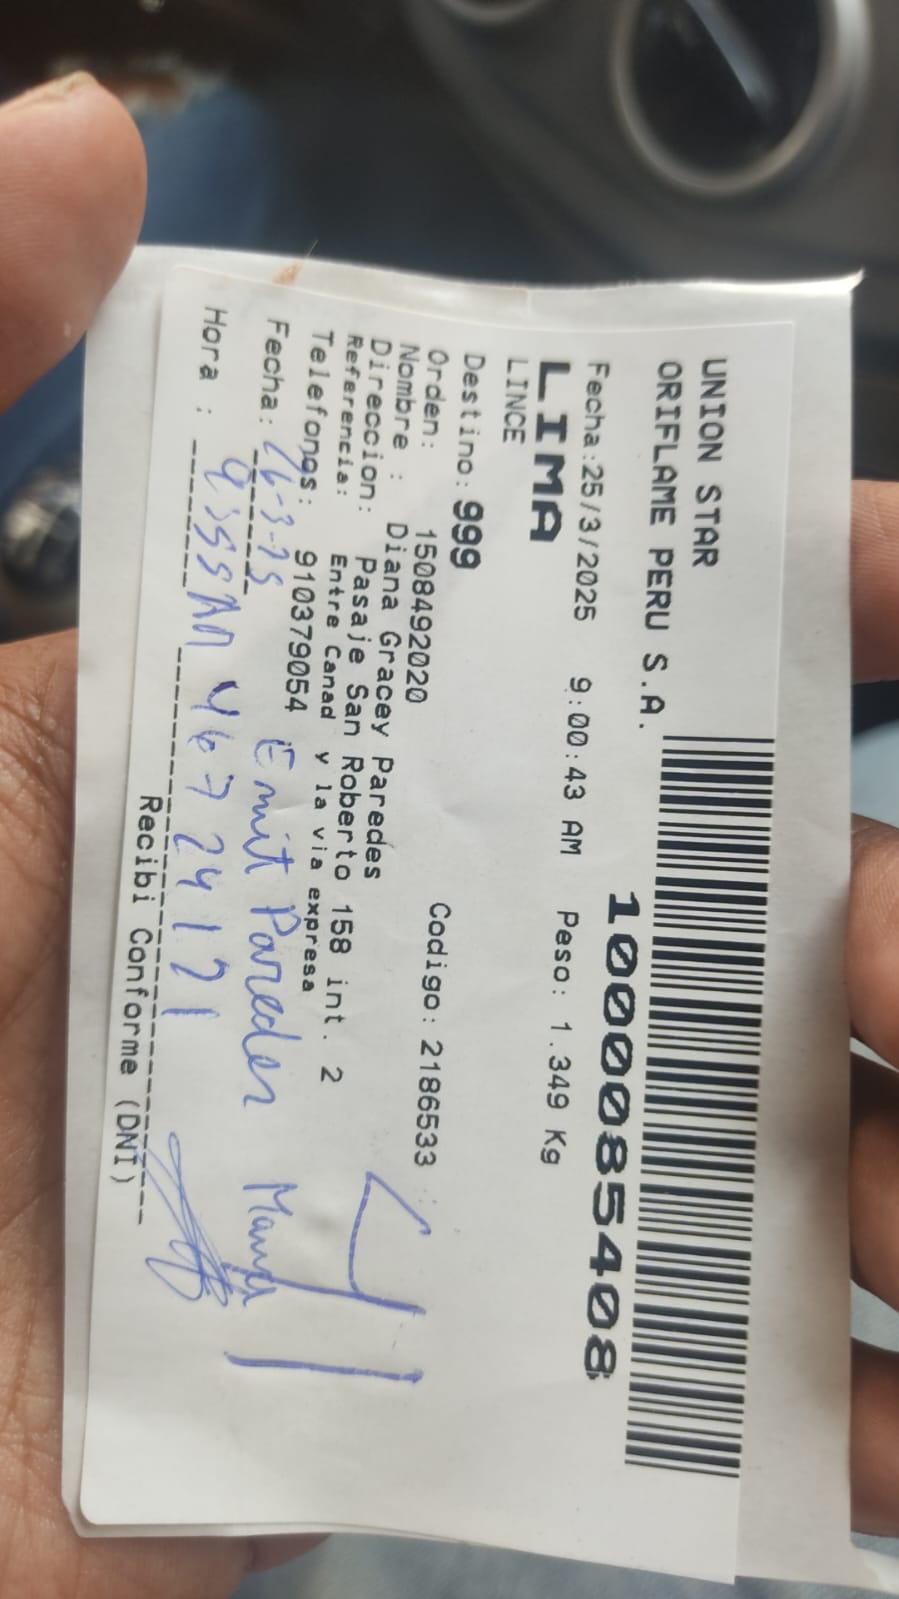 UNION STAR
ORIFLAME PERU S.A.
1000085408
Fecha:25/3/2025 9:00:43 AM Peso: 1.349 Kg
LIMA
LINCE
Destino: 999
Orden: 1508492020 Codigo: 2186533
Nombre : Diana Gracey Paredes
Direccion: Pasaje San Roberto 158 int. 2
Referencia: Entre Canad y la via expresa
Telefonos: 910379054
Fecha: 26-3-25 Emit Paredes
Hora : 9:55AM 46724171
Recibi Conforme (DNI)